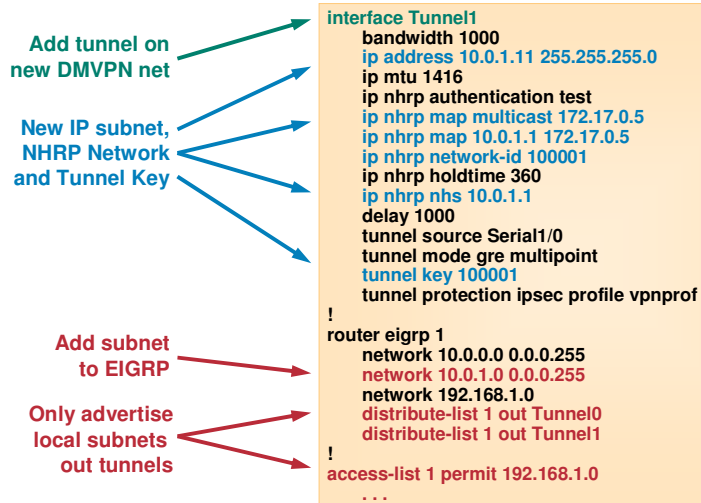 Add tunnel on
new DMVPN net
New IP subnet,
NHRP Network
and Tunnel Key
Add subnet
to EIGRP
Only advertise
local subnets
out tunnels
interface Tunnel1
bandwidth 1000
ip address 10.0.1.11 255.255.255.0
ip mtu 1416
ip nhrp authentication test
ip nhrp map multicast 172.17.0.5
ip nhrp map 10.0.1.1 172.17.0.5
ip nhrp network-id 100001
ip nhrp holdtime 360
ip nhrp nhs 10.0.1.1
delay 1000
tunnel source Serial1/0
tunnel mode gre multipoint
tunnel key 100001
tunnel protection ipsec profile vpnprof
!
router eigrp 1
network 10.0.0.0 0.0.0.255
network 10.0.1.0 0.0.0.255
network 192.168.1.0
distribute-list 1 out Tunnel0
distribute-list 1 out Tunnel1
!
access-list 1 permit 192.168.1.0
. . .